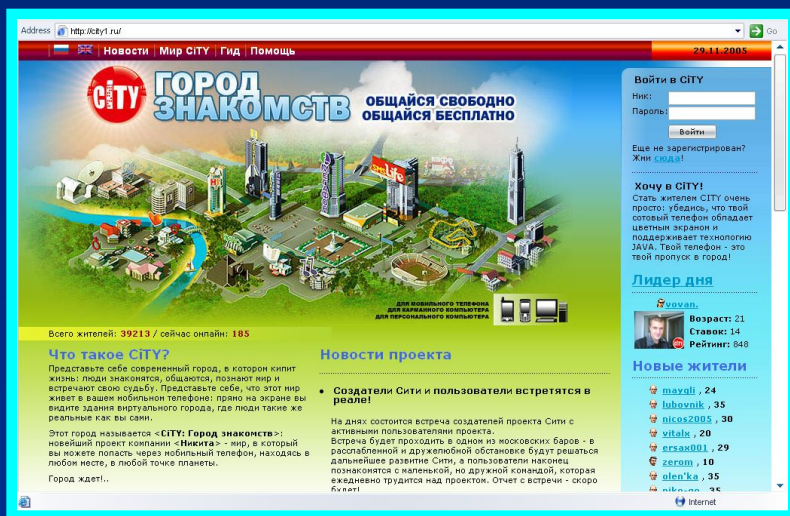 Address http://city1.ru/ Go
Новости | Мир CiTY | Гид | Помощь
29.11.2005
CiTY
ГОРОД
ЗНАКОМСТВ
ОБЩАЙСЯ СВОБОДНО
ОБЩАЙСЯ БЕСПЛАТНО
для мобильного телефона
для карманного компьютера
для персонального компьютера
Всего жителей: 39213 / сейчас онлайн: 185
Что такое CiTY?
Представьте себе современный город, в котором кипит
жизнь: люди знакомятся, общаются, познают мир и
встречают свою судьбу. Представьте себе, что этот мир
живет в вашем мобильном телефоне: прямо на экране вы
видите здания виртуального города, где люди такие же
реальные как вы сами.
Этот город называется <CiTY: Город знакомств>:
новейший проект компании <Никита> - мир, в который
вы можете попасть через мобильный телефон, находясь в
любом месте, в любой точке планеты.
Город ждет!..
Новости проекта
• Создатели Сити и пользователи встретятся в
реале!
На днях состоится встреча создателей проекта Сити с
активными пользователями проекта.
Встреча будет проходить в одном из московских баров - в
расслабленной и дружелюбной обстановке будут решаться
дальнейшее развитие Сити, а пользователи наконец
познакомятся с маленькой, но дружной командой, которая
ежедневно трудится над проектом. Отчет с встречи - скоро
будет!
Войти в CiTY
Ник:
Пароль:
Войти
Еще не зарегистрирован?
Жми сюда!
Хочу в CiTY!
Стать жителем CITY очень
просто: убедись, что твой
сотовый телефон обладает
цветным экраном и
поддерживает технологию
JAVA. Твой телефон - это
твой пропуск в город!
Лидер дня
vovan.
Возраст: 21
Ставок: 14
Рейтинг: 848
Новые жители
maygli , 24
lubovnik , 35
nicos2005 , 30
vitalx , 20
ersax001 , 29
zerom , 10
olen'ka , 35
niko-go , 35
Internet